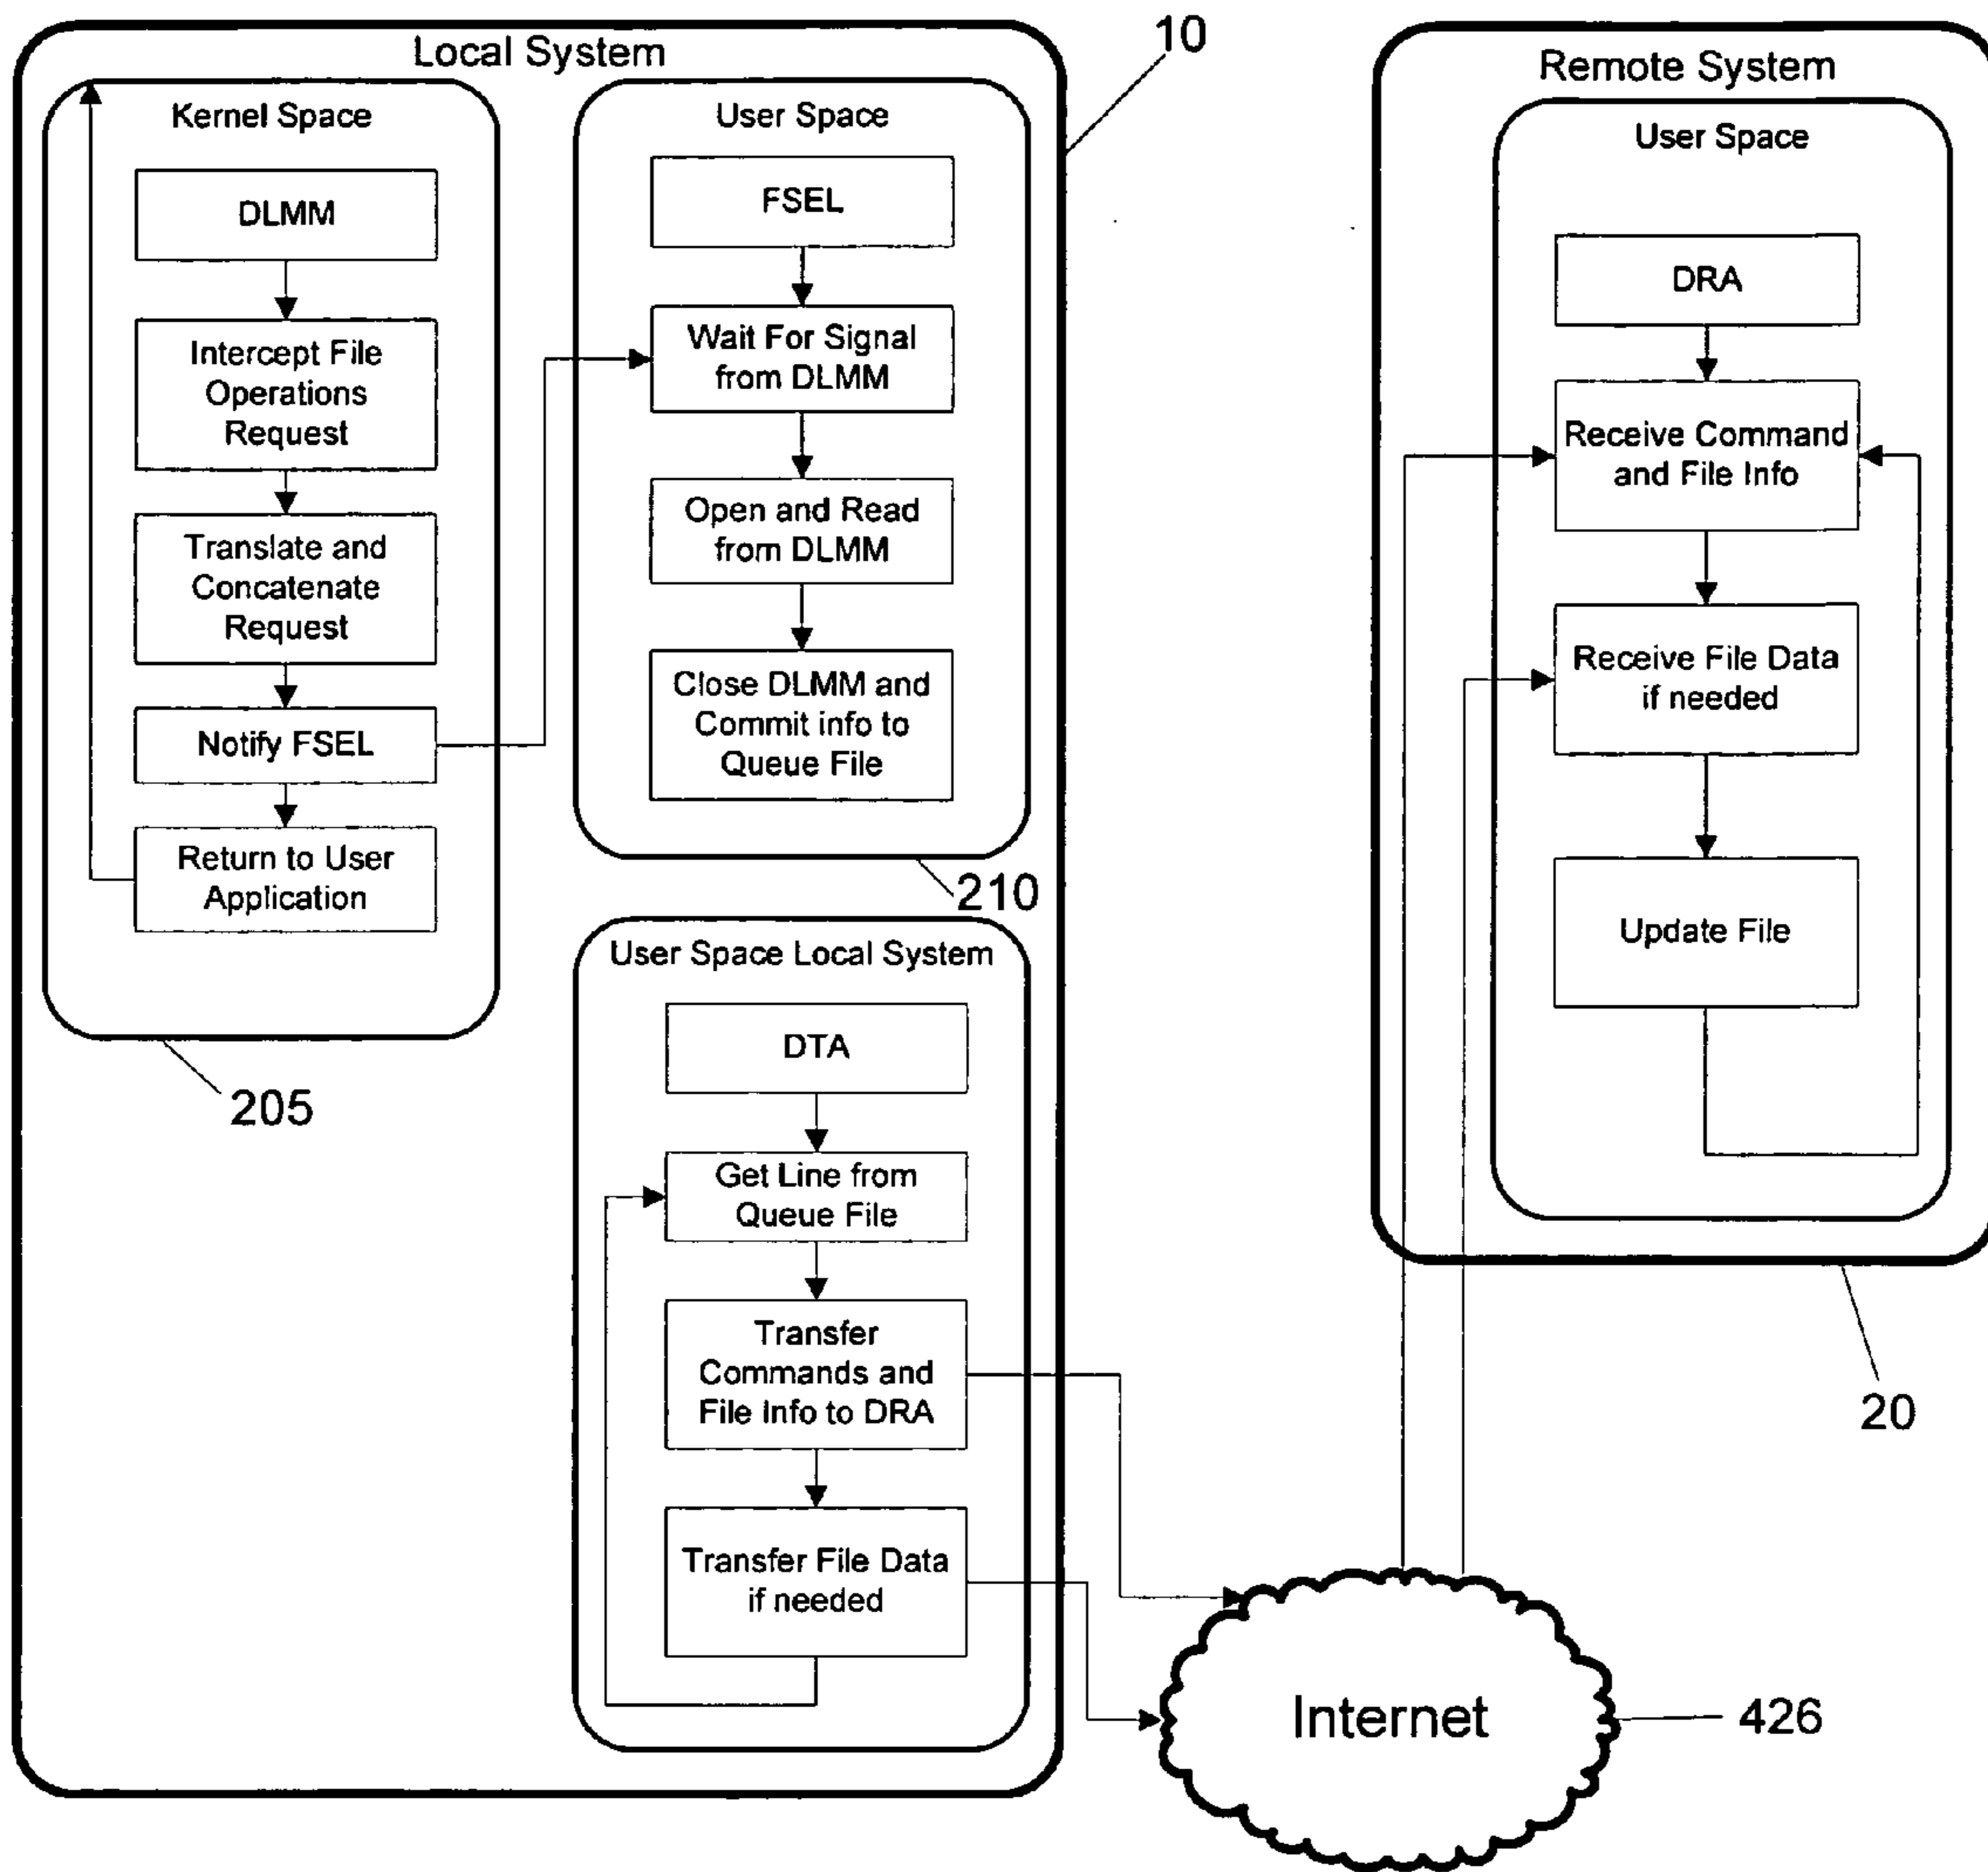 Local System
10
Kernel Space
DLMM
Intercept File
Operations
Request
Translate and
Concatenate
Request
Notify FSEL
Return to User
Application
205
User Space
FSEL
Wait For Signal
from DLMM
Open and Read
from DLMM
Close DLMM and
Commit info to
Queue File
210
User Space Local System
DTA
Get Line from
Queue File
Transfer
Commands and
File Info to DRA
Transfer File Data
if needed
Remote System
User Space
DRA
Receive Command
and File Info
Receive File Data
if needed
Update File
20
Internet
426